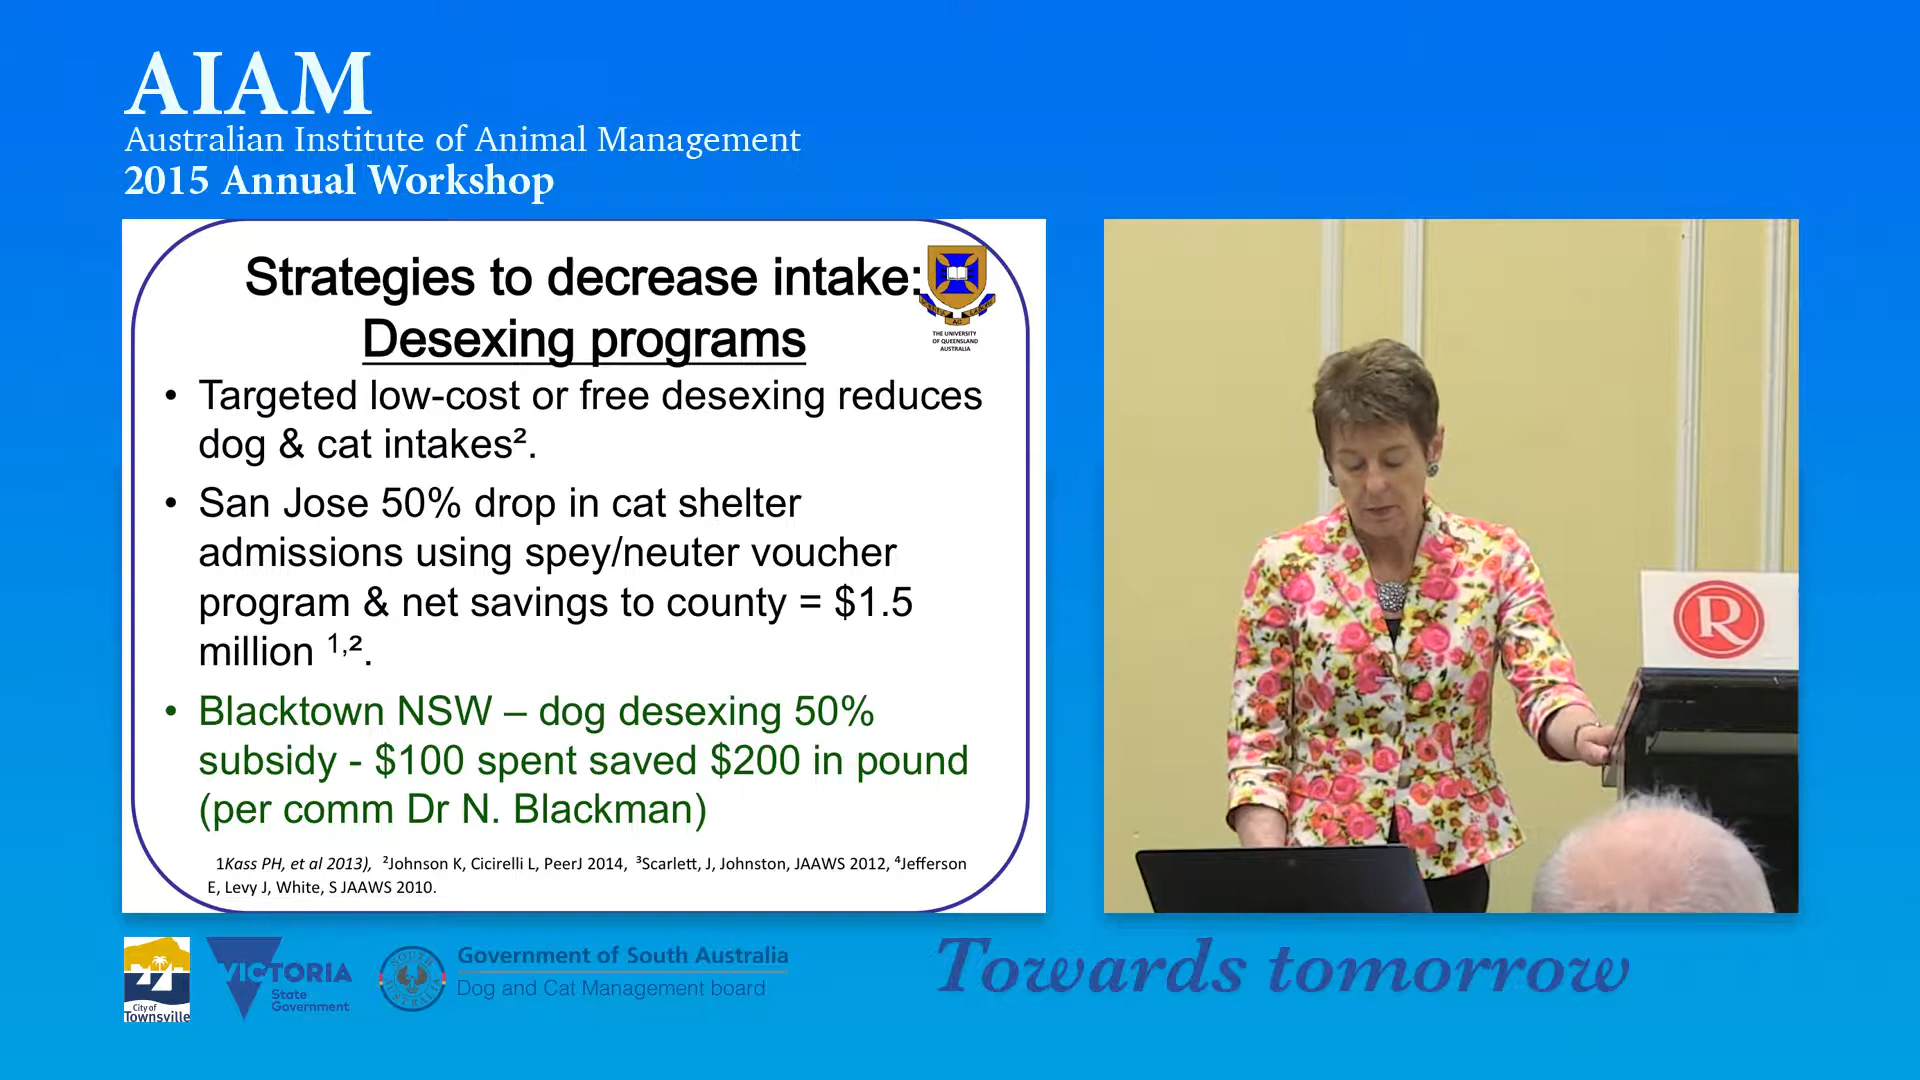 AIAM
Australian Institute of Animal Management
2015 Annual Workshop
Strategies to decrease intake:
Desexing programs
THE UNIVERSITY
OF QUEENSLAND
AUSTRALIA
• Targeted low-cost or free desexing reduces
dog & cat intakes².
• San Jose 50% drop in cat shelter
admissions using spey/neuter voucher
program & net savings to county = $1.5
million ¹,².
• Blacktown NSW – dog desexing 50%
subsidy - $100 spent saved $200 in pound
(per comm Dr N. Blackman)
1Kass PH, et al 2013), ²Johnson K, Cicirelli L, PeerJ 2014, ³Scarlett, J, Johnston, JAAWS 2012, ⁴Jefferson
E, Levy J, White, S JAAWS 2010.
R
City of
Townsville
VICTORIA
State
Government
SOUTH
AUSTRALIA
Government of South Australia
Dog and Cat Management board
Towards tomorrow